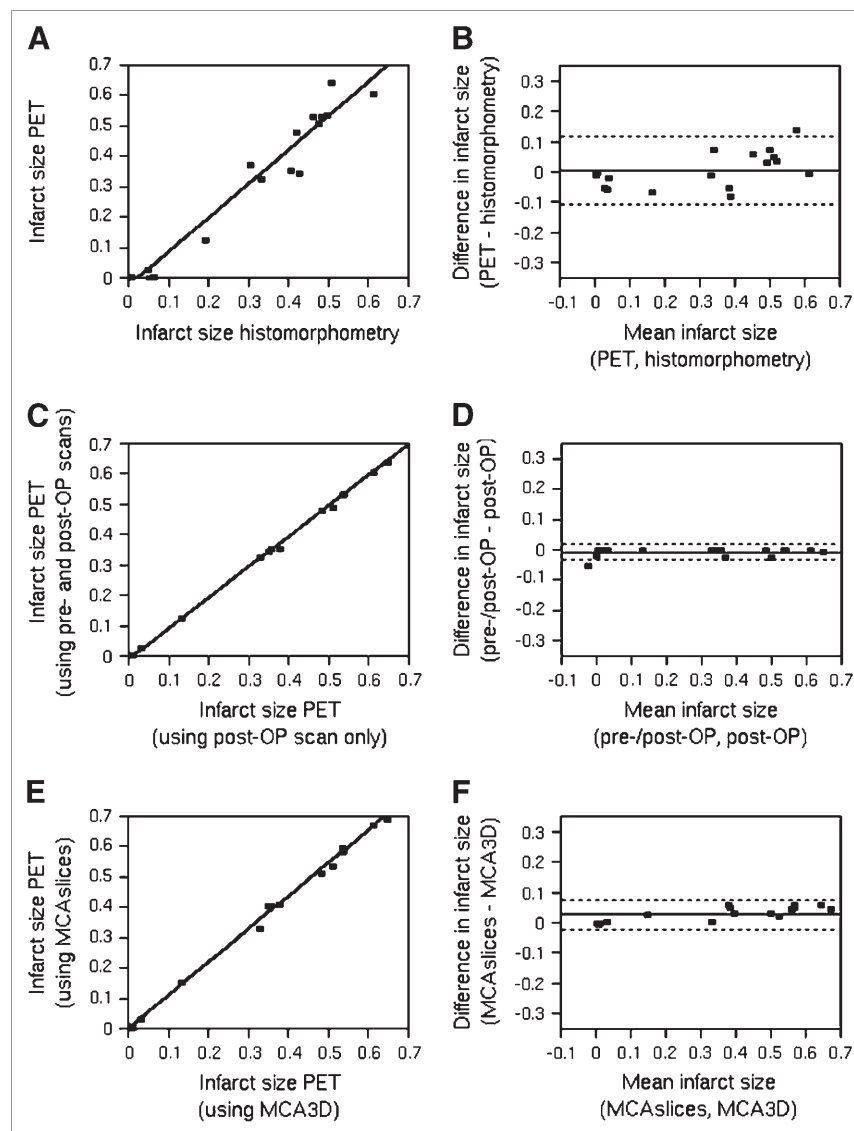 A
0.7
0.6
0.5
0.4
0.3
0.2
0.1
0
Infarct size PET
0 0.1 0.2 0.3 0.4 0.5 0.6 0.7
Infarct size histomorphometry
B
0.3
0.2
0.1
0
-0.1
-0.2
-0.3
Difference in infarct size
(PET - histomorphometry)
-0.1 0 0.1 0.2 0.3 0.4 0.5 0.6 0.7
Mean infarct size
(PET, histomorphometry)
C
0.7
0.6
0.5
0.4
0.3
0.2
0.1
0
Infarct size PET
(using pre- and post-OP scans)
0 0.1 0.2 0.3 0.4 0.5 0.6 0.7
Infarct size PET
(using post-OP scan only)
D
0.3
0.2
0.1
0
-0.1
-0.2
-0.3
Difference in infarct size
(pre-/post-OP - post-OP)
-0.1 0 0.1 0.2 0.3 0.4 0.5 0.6 0.7
Mean infarct size
(pre-/post-OP, post-OP)
E
0.7
0.6
0.5
0.4
0.3
0.2
0.1
0
Infarct size PET
(using MCAslices)
0 0.1 0.2 0.3 0.4 0.5 0.6 0.7
Infarct size PET
(using MCA3D)
F
0.3
0.2
0.1
0
-0.1
-0.2
-0.3
Difference in infarct size
(MCAslices - MCA3D)
-0.1 0 0.1 0.2 0.3 0.4 0.5 0.6 0.7
Mean infarct size
(MCAslices, MCA3D)